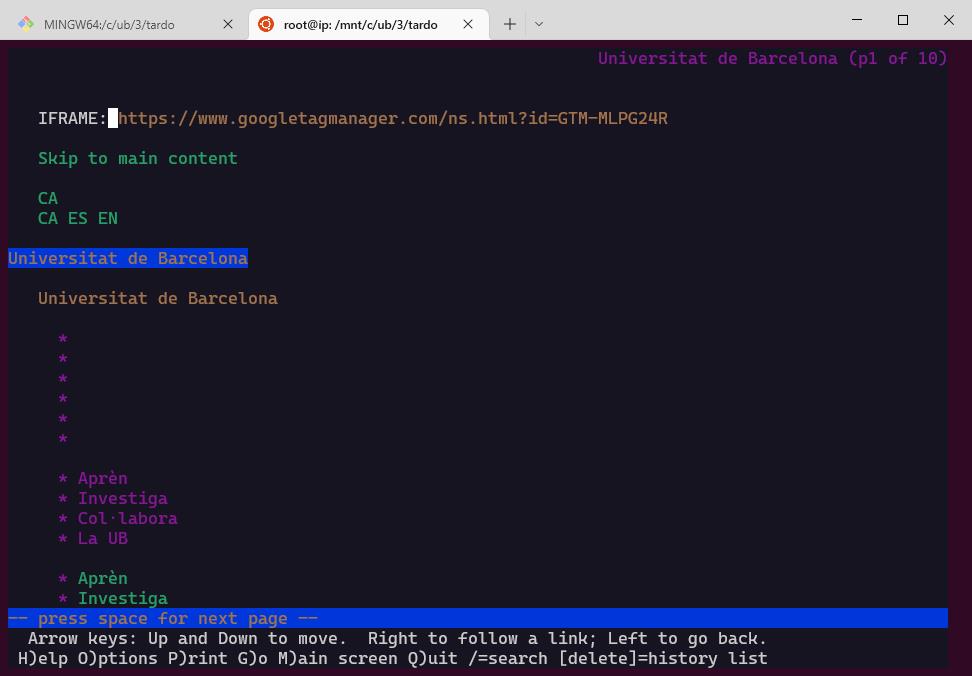 MINGW64:/c/ub/3/tardo
root@ip: /mnt/c/ub/3/tardo
Universitat de Barcelona (p1 of 10)
IFRAME: https://www.googletagmanager.com/ns.html?id=GTM-MLPG24R
Skip to main content
CA
CA ES EN
Universitat de Barcelona
Universitat de Barcelona
*
*
*
*
*
*
* Aprèn
* Investiga
* Col·labora
* La UB
* Aprèn
* Investiga
-- press space for next page --
Arrow keys: Up and Down to move.  Right to follow a link; Left to go back.
H)elp O)ptions P)rint G)o M)ain screen Q)uit /=search [delete]=history list